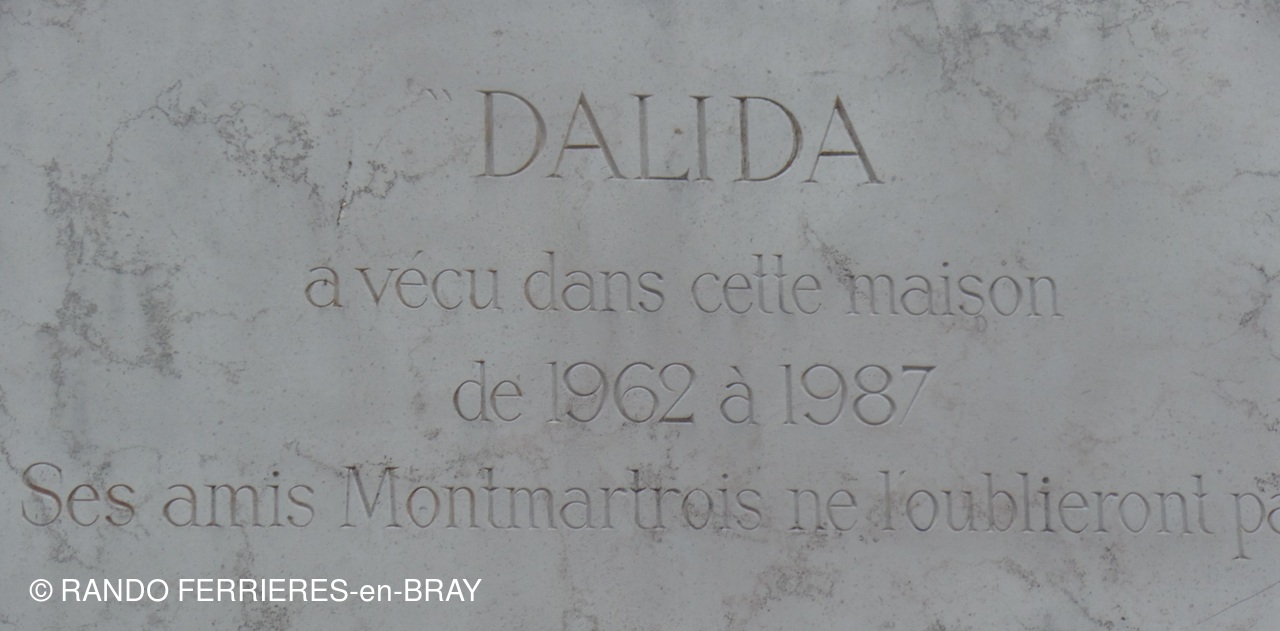 “DALIDA
a vécu dans cette maison
de 1962 à 1987
Ses amis Montmartrois ne l'oublieront pa
© RANDO FERRIERES-en-BRAY